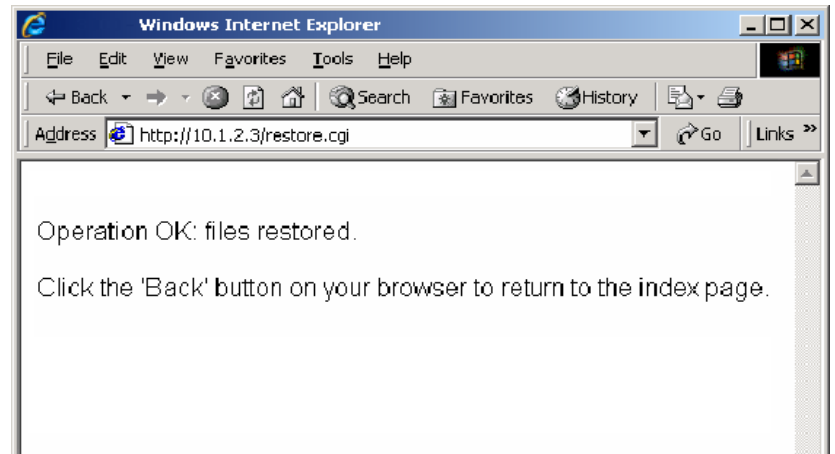 Windows Internet Explorer
File Edit View Favorites Tools Help
Back Search Favorites History
Address http://10.1.2.3/restore.cgi Go Links »
Operation OK: files restored.
Click the 'Back' button on your browser to return to the index page.